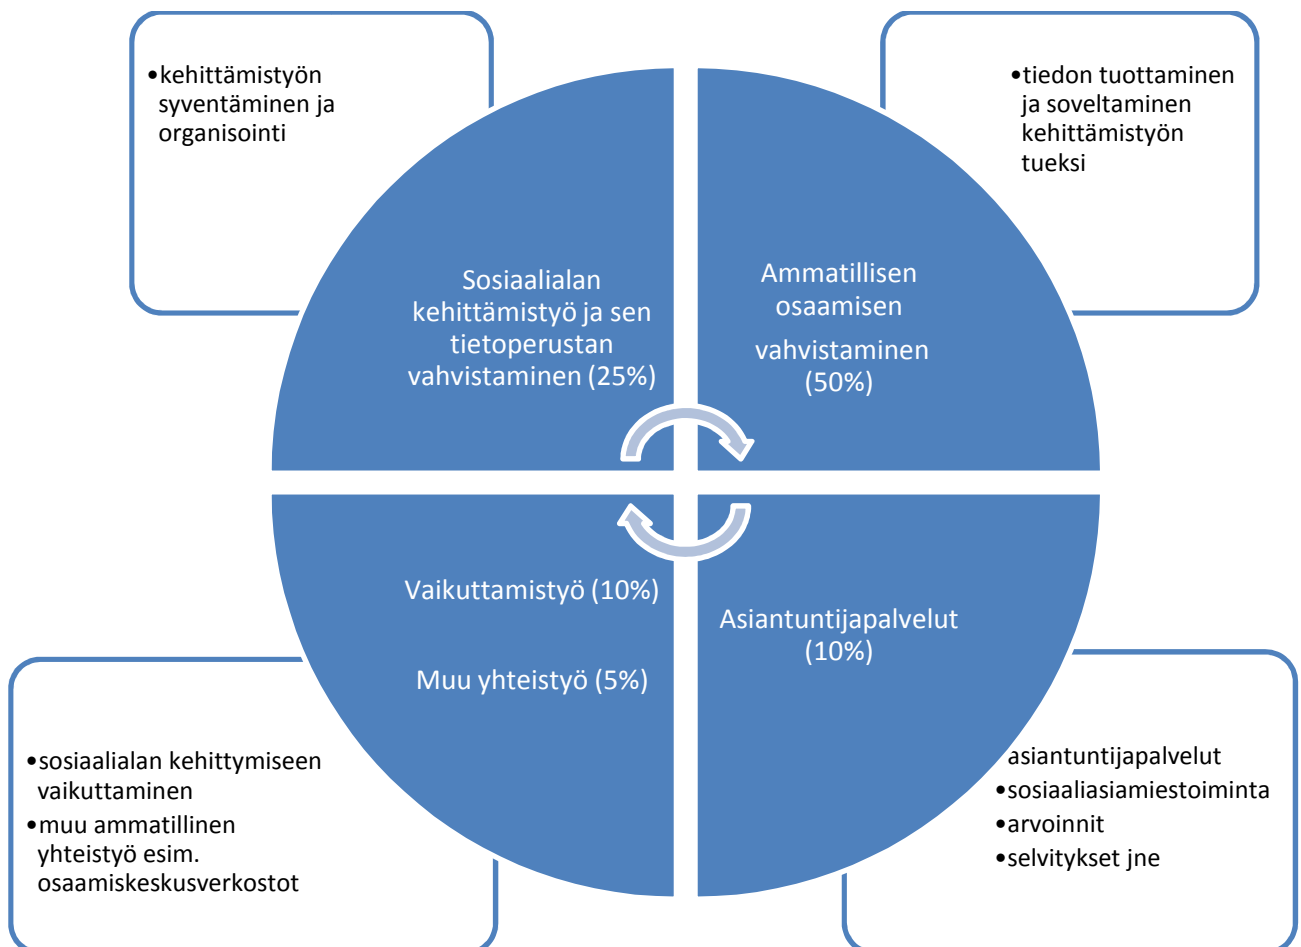 •kehittämistyön
syventäminen ja
organisointi
•tiedon tuottaminen
ja soveltaminen
kehittämistyön
tueksi
Sosiaalialan
kehittämistyö ja sen
tietoperustan
vahvistaminen (25%)
Ammatillisen
osaamisen
vahvistaminen
(50%)
Vaikuttamistyö (10%)
Muu yhteistyö (5%)
Asiantuntijapalvelut
(10%)
•sosiaalialan kehittymiseen
vaikuttaminen
•muu ammatillinen
yhteistyö esim.
osaamiskeskusverkostot
asiantuntijapalvelut
•sosiaaliasiamiestoiminta
•arvoinnit
•selvitykset jne